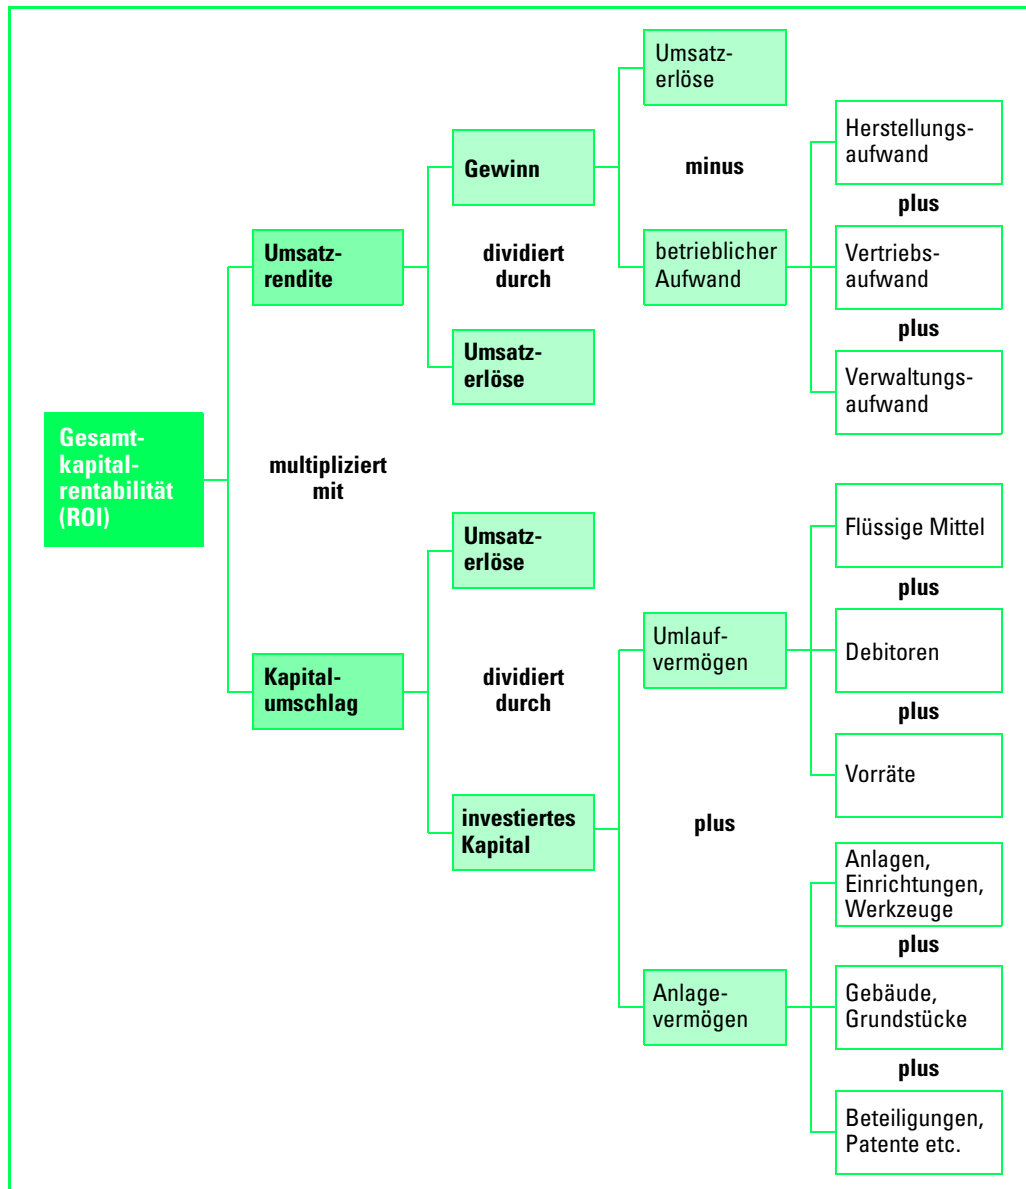 Umsatz-
erlöse
Herstellungs-
aufwand
Gewinn
minus
plus
Umsatz-
rendite
dividiert
durch
betrieblicher
Aufwand
Vertriebs-
aufwand
plus
Umsatz-
erlöse
Verwaltungs-
aufwand
Gesamt-
kapital-
rentabilität
(ROI)
multipliziert
mit
Umsatz-
erlöse
Flüssige Mittel
plus
Kapital-
umschlag
dividiert
durch
Umlauf-
vermögen
Debitoren
plus
Vorräte
investiertes
Kapital
plus
Anlagen,
Einrichtungen,
Werkzeuge
plus
Anlage-
vermögen
Gebäude,
Grundstücke
plus
Beteiligungen,
Patente etc.